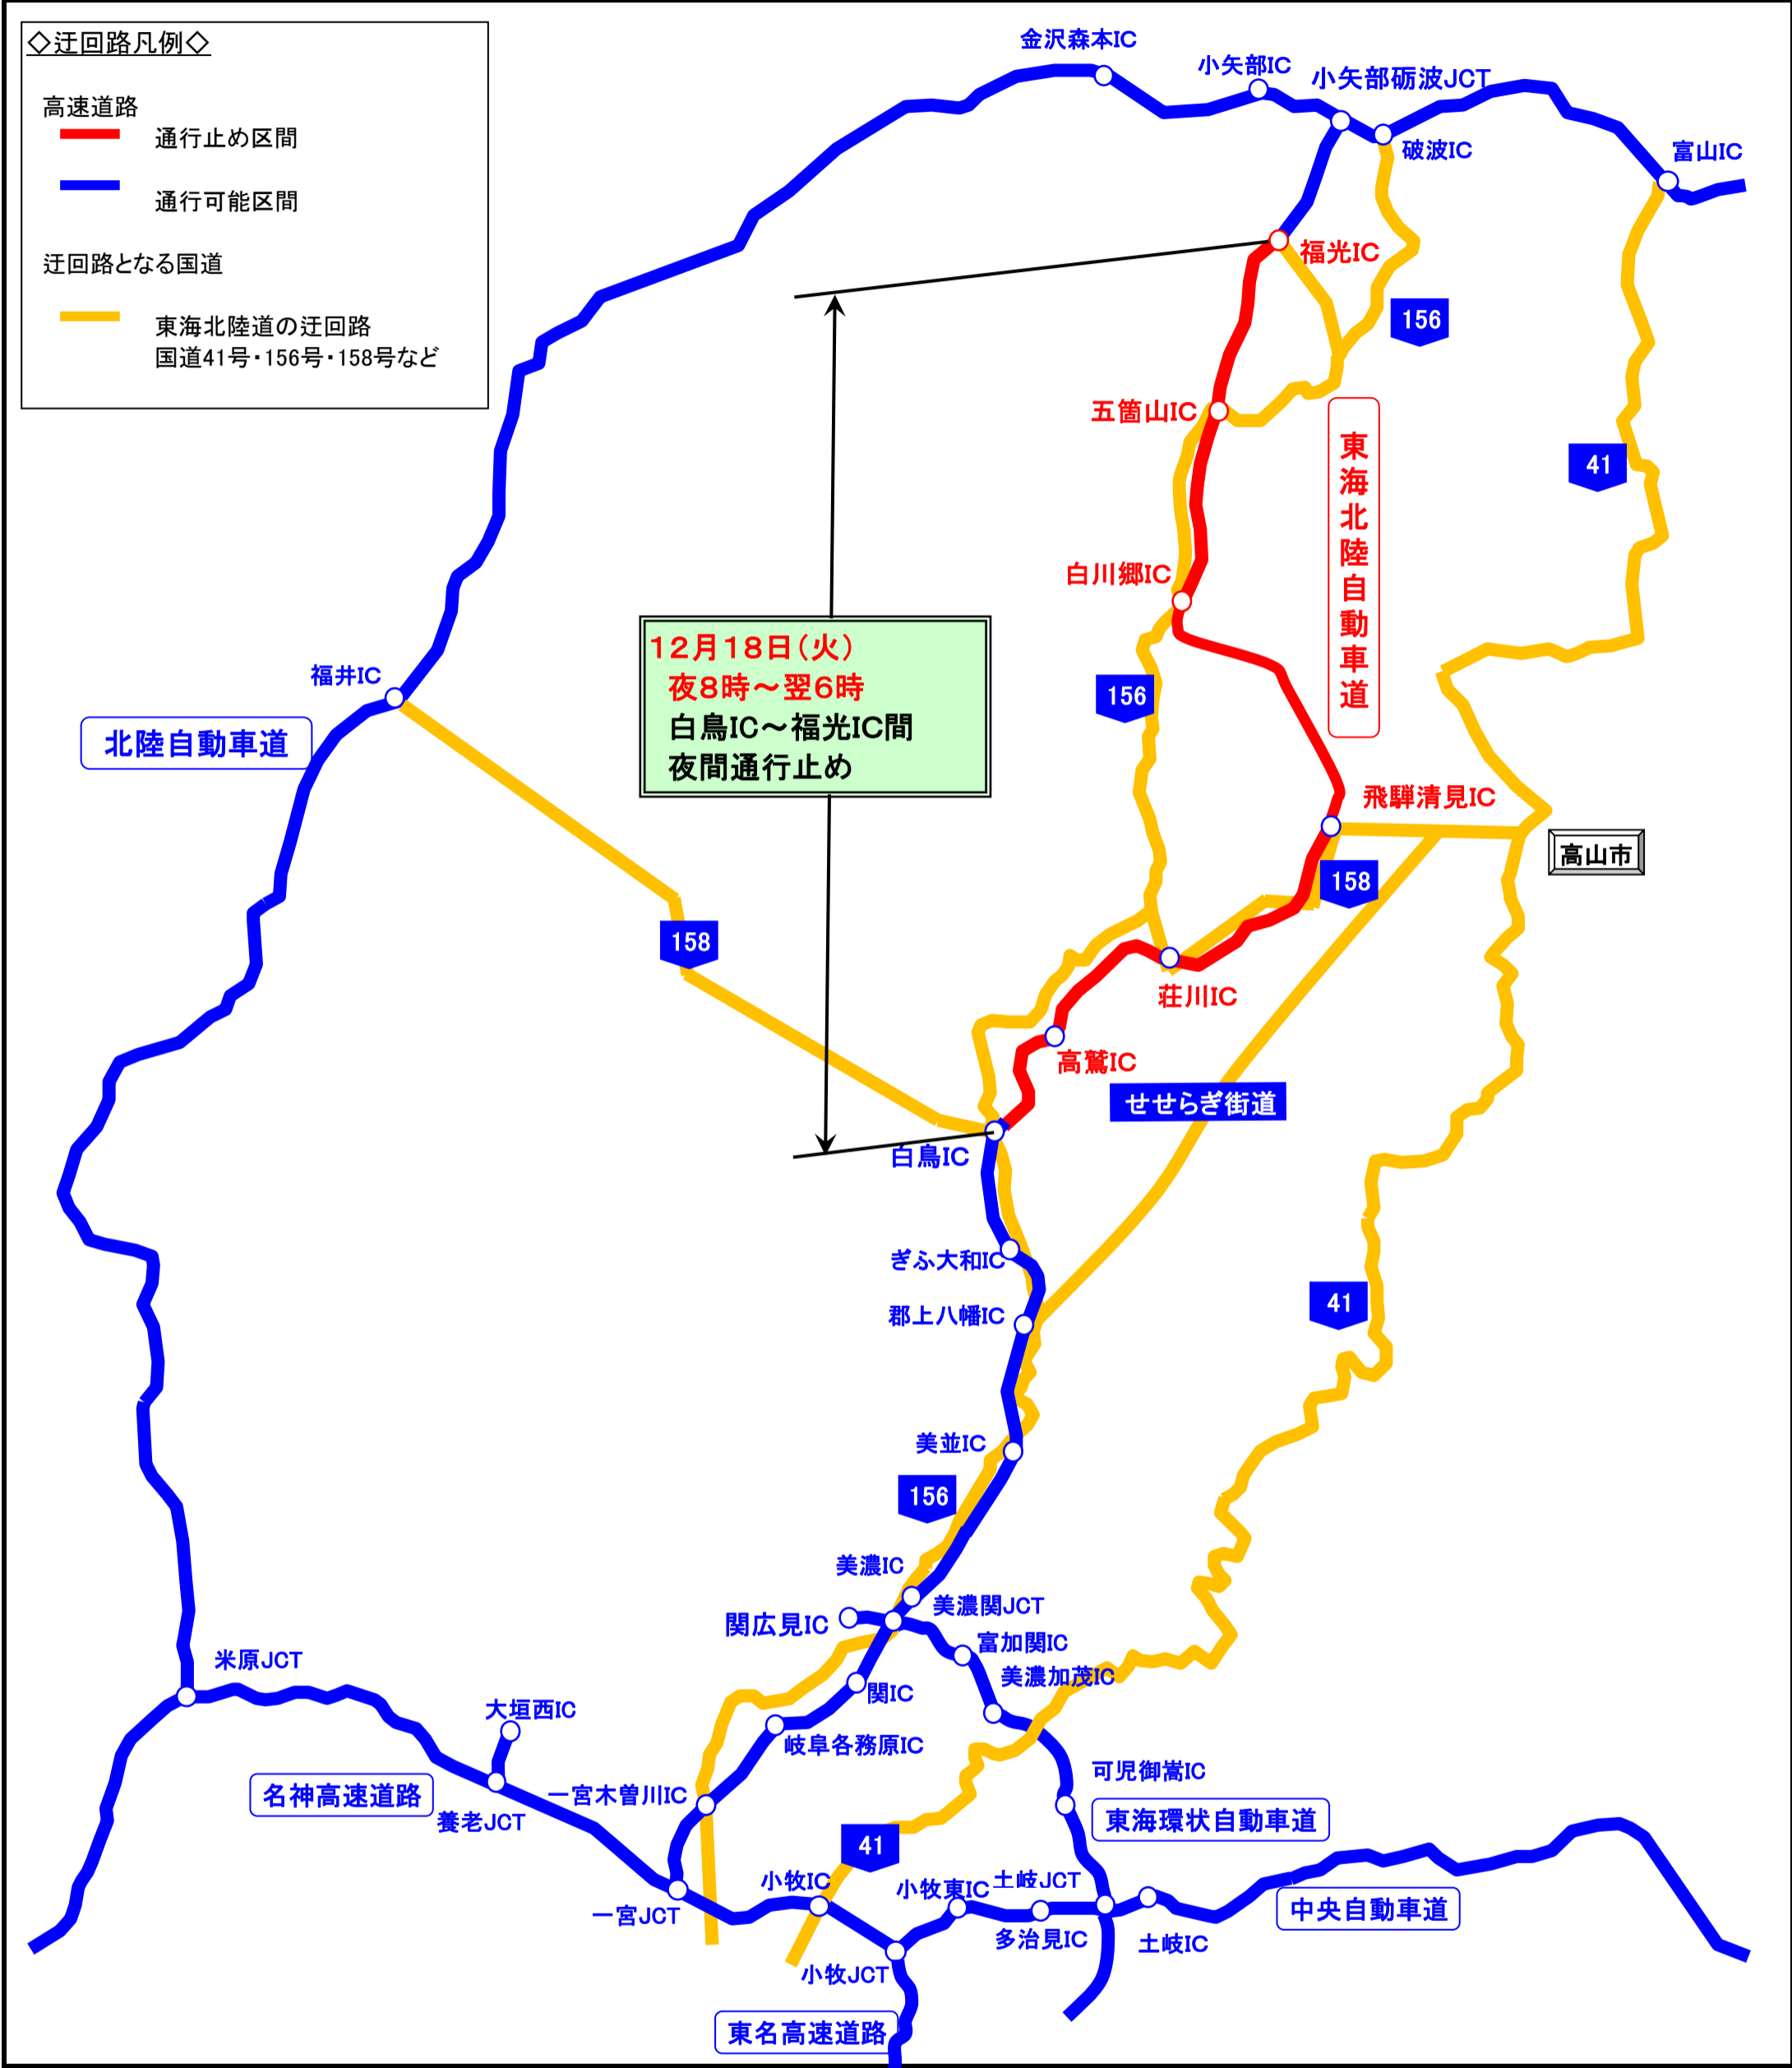 ◇迂回路凡例◇
高速道路
通行止め区間
通行可能区間
迂回路となる国道
東海北陸道の迂回路
国道41号・156号・158号など
金沢森本IC
小矢部IC
小矢部砺波JCT
破波IC
富山IC
福光IC
156
五箇山IC
東海北陸自動車道
41
白川郷IC
12月18日(火)
夜8時～翌6時
白鳥IC～福光IC間
夜間通行止め
福井IC
156
北陸自動車道
飛騨清見IC
高山市
158
158
荘川IC
高鷲IC
せせらぎ街道
白鳥IC
ぎふ大和IC
41
郡上八幡IC
美並IC
156
美濃IC
美濃関JCT
関広見IC
富加関IC
米原JCT
美濃加茂IC
関IC
大垣西IC
岐阜各務原IC
可児御嵩IC
名神高速道路
一宮木曽川IC
東海環状自動車道
養老JCT
41
小牧IC
土岐JCT
小牧東IC
中央自動車道
一宮JCT
多治見IC
土岐IC
小牧JCT
東名高速道路